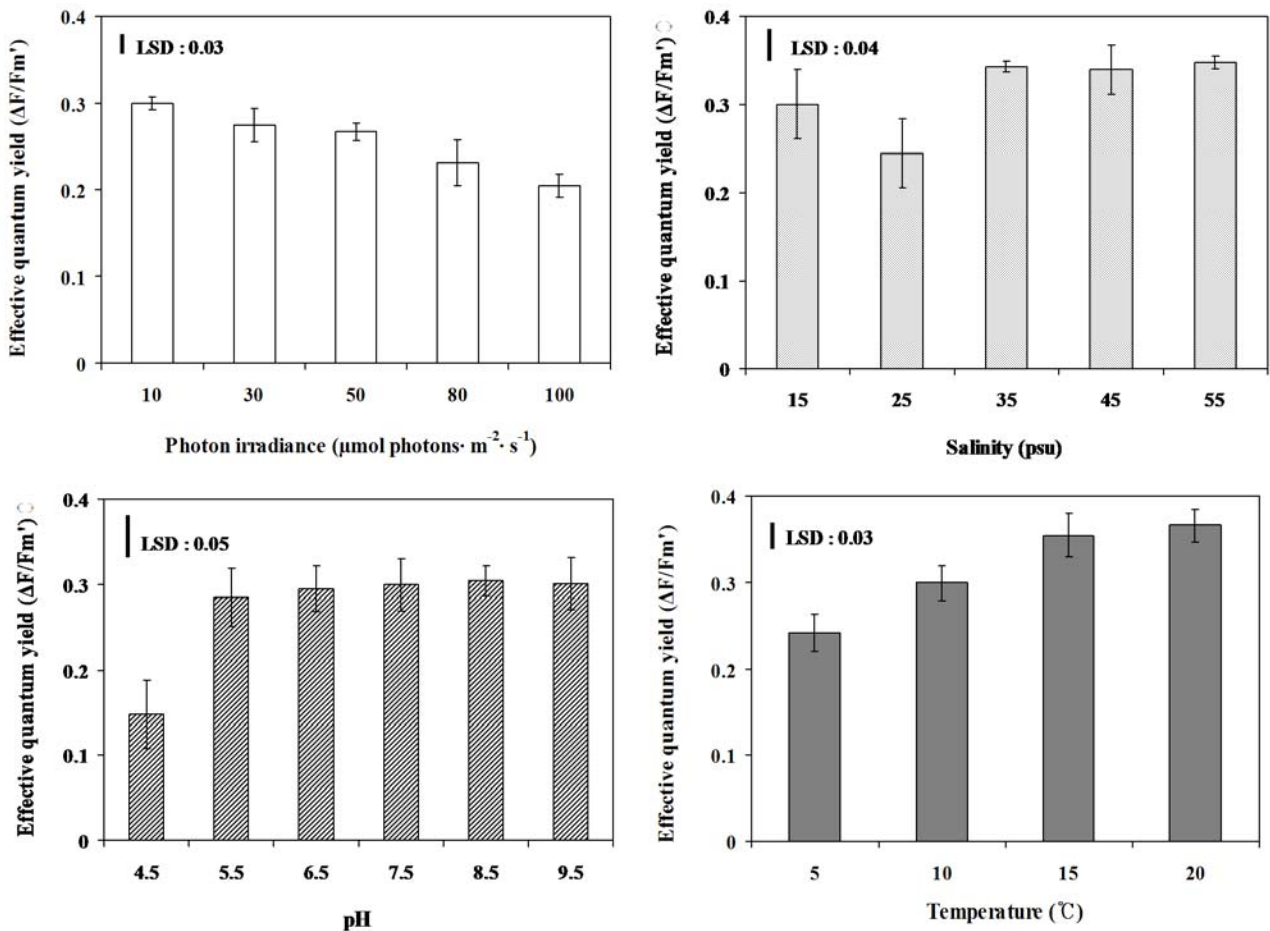 Effective quantum yield (ΔF/Fm')
LSD : 0.03
0.4
0.3
0.2
0.1
0
10 30 50 80 100
Photon irradiance (µmol photons· m⁻²· s⁻¹)
Effective quantum yield (ΔF/Fm')
LSD : 0.04
0.4
0.3
0.2
0.1
0
15 25 35 45 55
Salinity (psu)
Effective quantum yield (ΔF/Fm')
LSD : 0.05
0.4
0.3
0.2
0.1
0
4.5 5.5 6.5 7.5 8.5 9.5
pH
Effective quantum yield (ΔF/Fm')
LSD : 0.03
0.4
0.3
0.2
0.1
0
5 10 15 20
Temperature (℃)